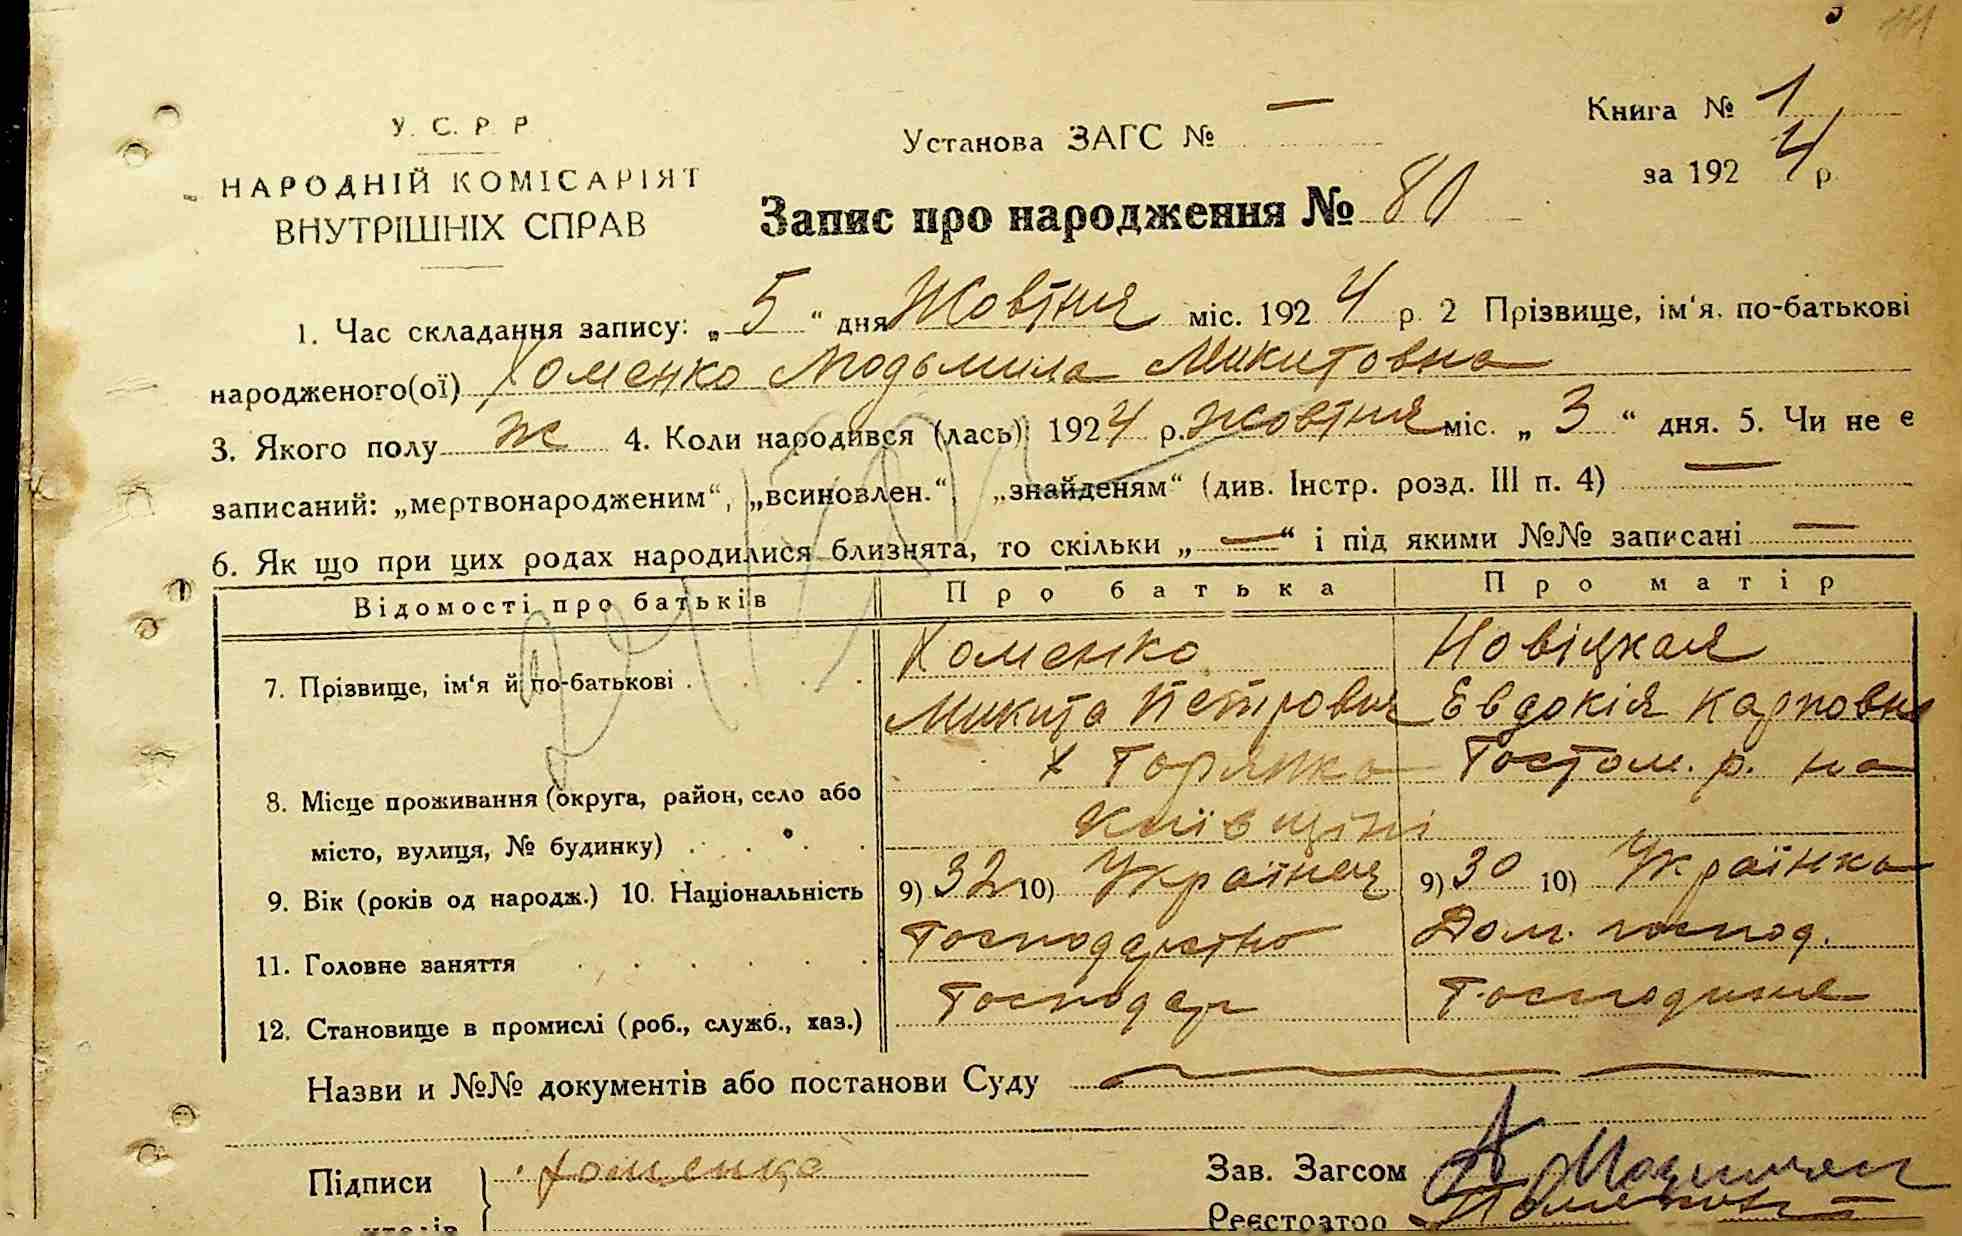 У. С. Р. Р.
НАРОДНІЙ КОМІСАРІЯТ
ВНУТРІШНІХ СПРАВ
Установа ЗАГС № —
Книга № 1
за 1924 р.
Запис про народження № 80
1. Час складання запису: „5“ дня Жовтня міс. 1924 р. 2 Прізвище, ім‘я, по-батькові
народженого(ої) Хоменко Людьмила Микитовна
3. Якого полу ж 4. Коли народився (лась) 1924 р. жовтня міс. „3“ дня. 5. Чи не є
записаний: „мертвонародженим“, „всиновлен.“, „знайденям“ (див. Інстр. розд. III п. 4) —
6. Як що при цих родах народилися близнята, то скільки „—“ і під якими №№ записані —
Відомості про батьків Про батька Про матір
7. Прізвище, ім‘я й по-батькові Хоменко Новіцкая
Микита Петрович Евдокія Карповна
8. Місце проживання (округа, район, село або х Горянка Гостом. р. на
місто, вулиця, № будинку) Київщіні
9. Вік (років од народж.) 10. Національність 9) 32 10) Українец 9) 30 10) Українка
11. Головне заняття Господарство Дом. господ.
12. Становище в промислі (роб., служб., хаз.) Господар Господиня
Назви и №№ документів або постанови Суду —
Підписи Хоменко Зав. Загсом
Реєстратор